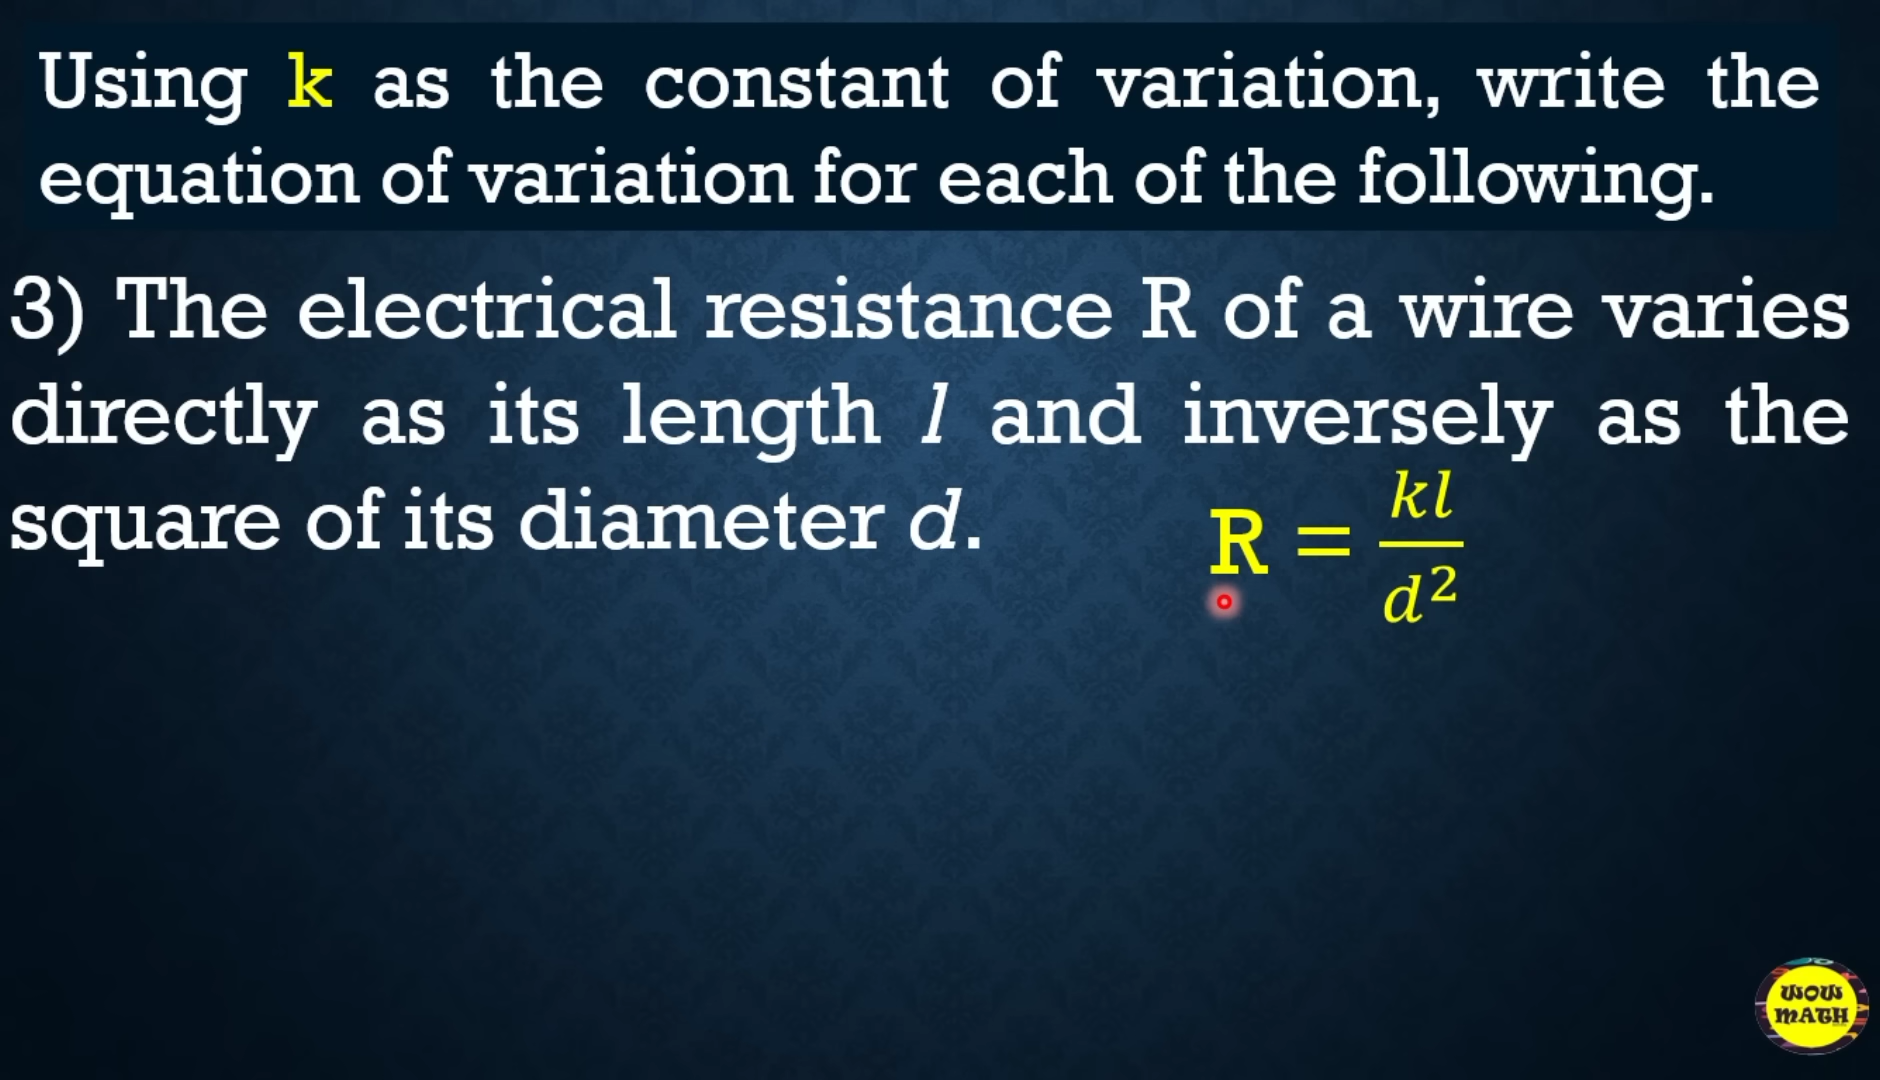 Using k as the constant of variation, write the
equation of variation for each of the following.
3) The electrical resistance R of a wire varies
directly as its length l and inversely as the
square of its diameter d.
R = kl/d²
WOW
MATH